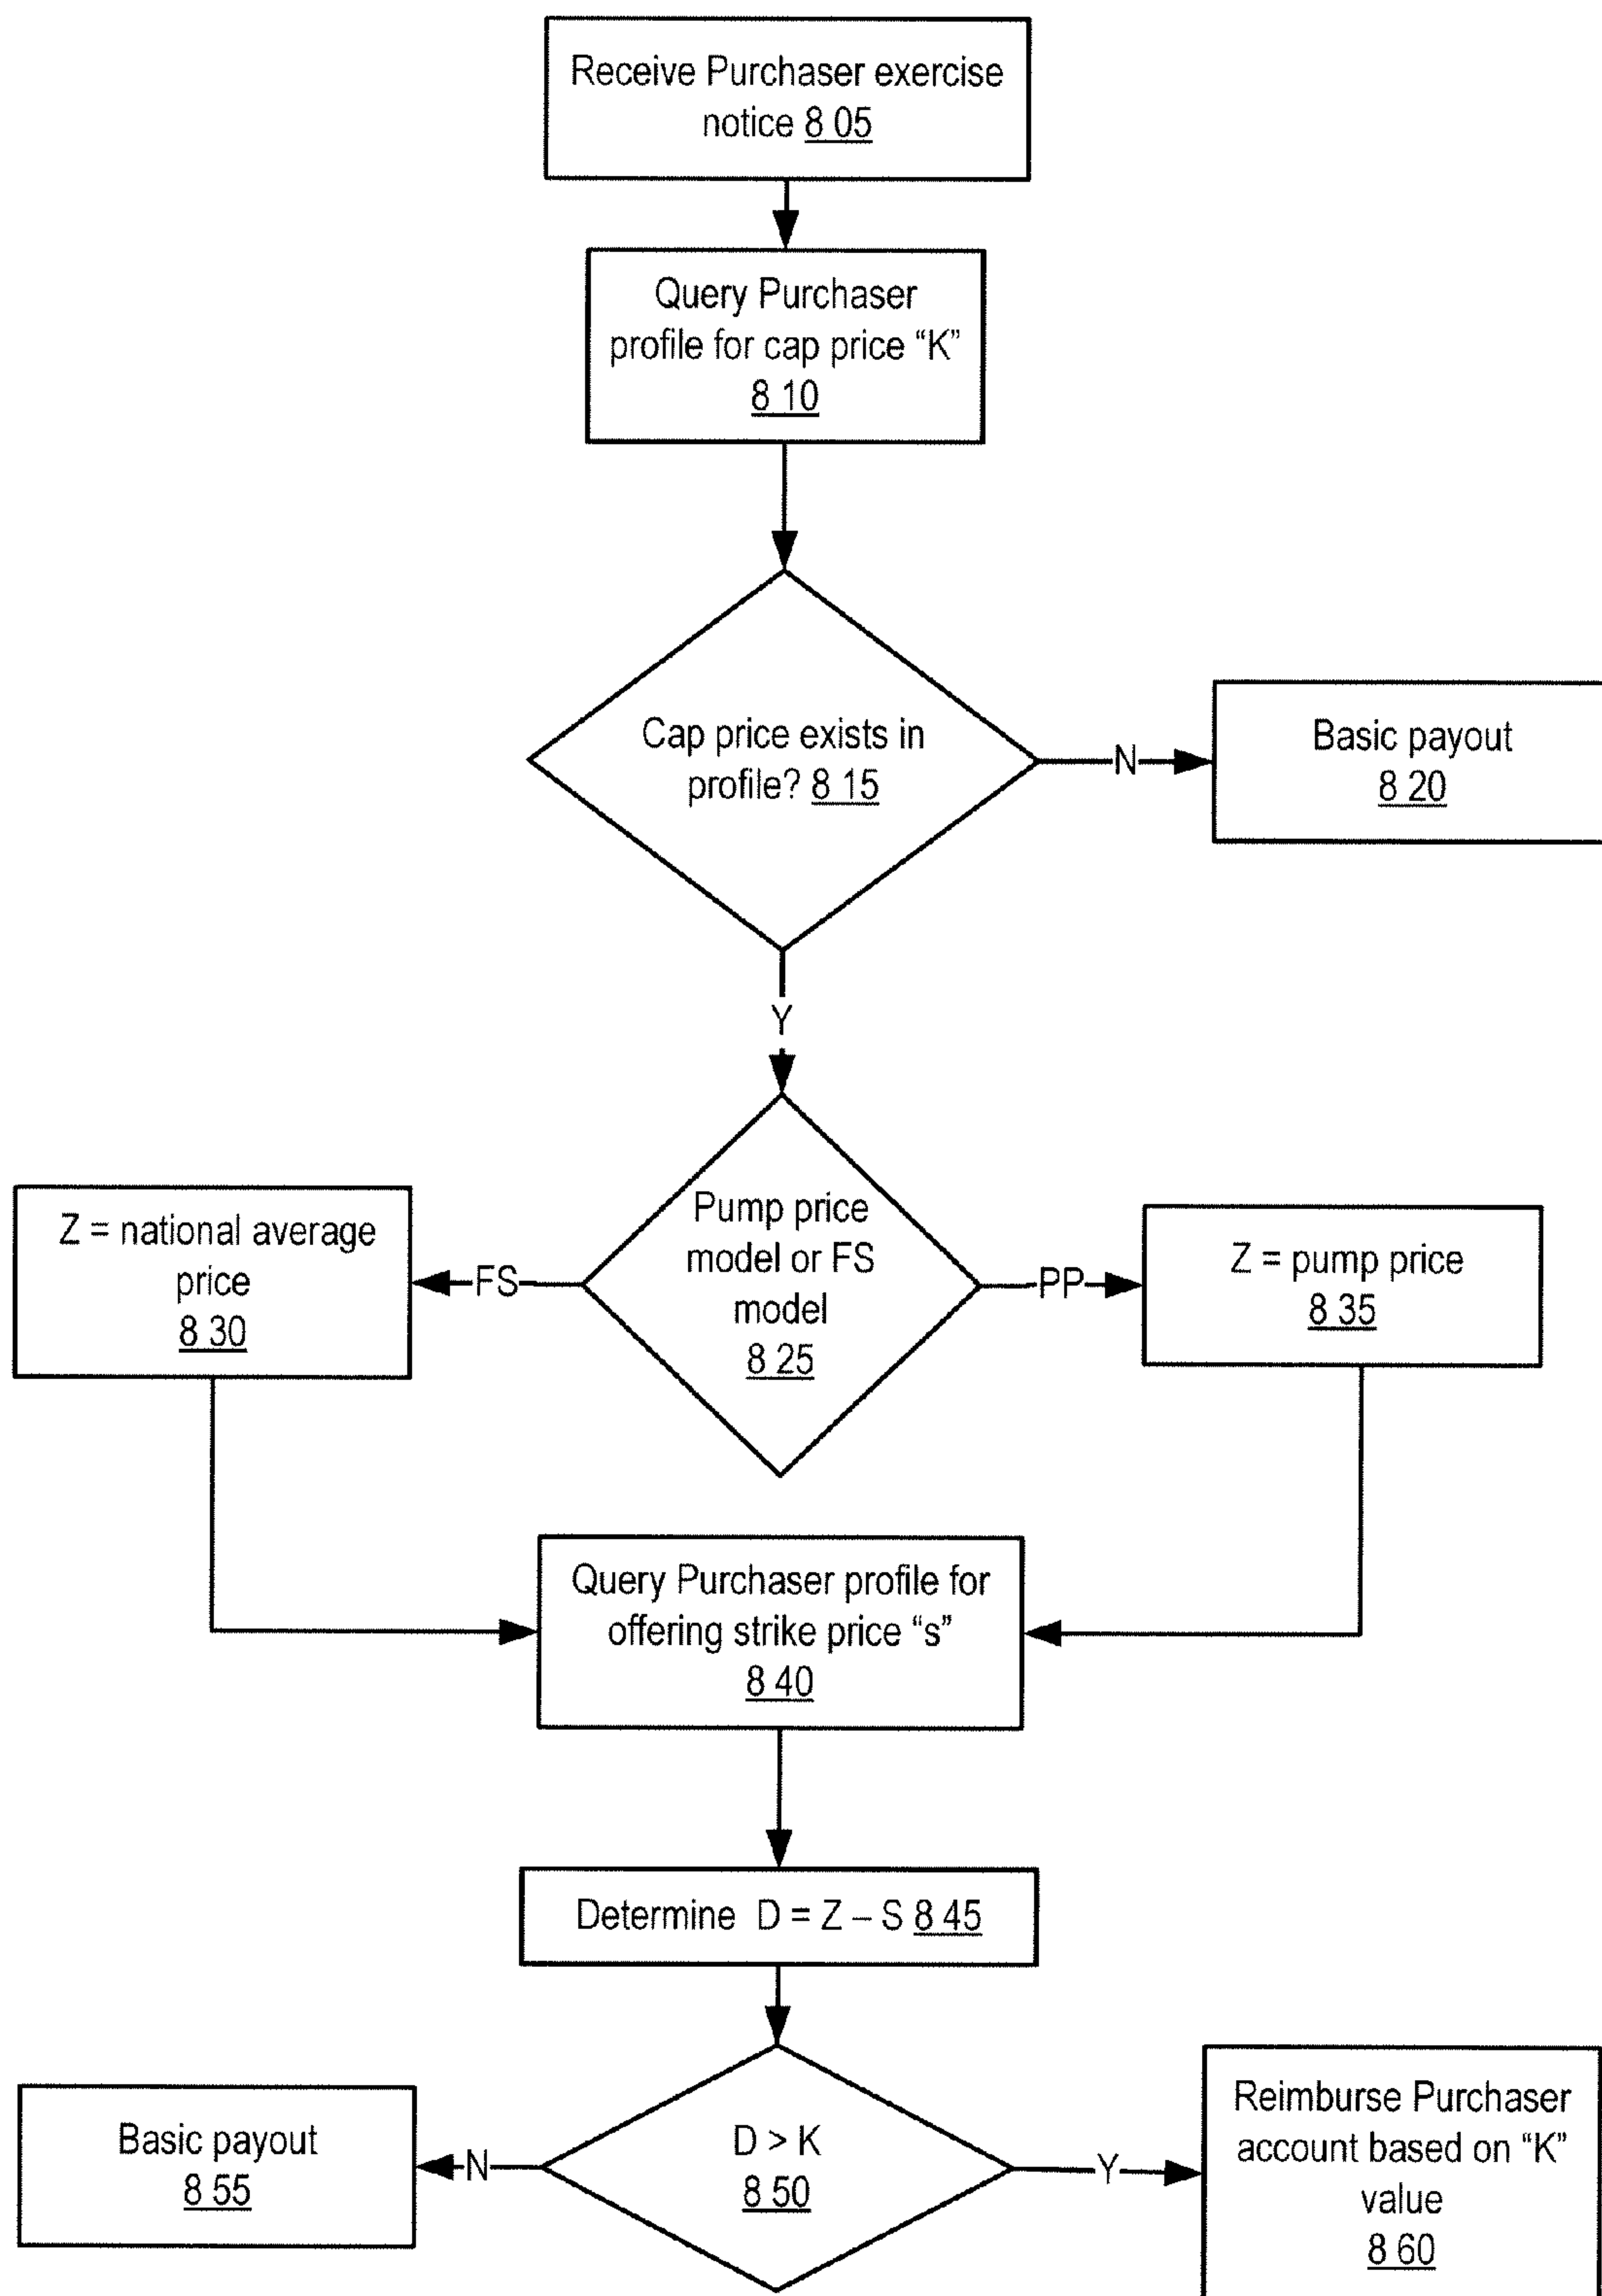 Receive Purchaser exercise
notice 8 05
Query Purchaser
profile for cap price “K”
8 10
Cap price exists in
profile? 8 15
N
Basic payout
8 20
Y
Z = national average
price
8 30
FS
Pump price
model or FS
model
8 25
PP
Z = pump price
8 35
Query Purchaser profile for
offering strike price “s”
8 40
Determine D = Z – S 8 45
Basic payout
8 55
N
D > K
8 50
Y
Reimburse Purchaser
account based on “K”
value
8 60